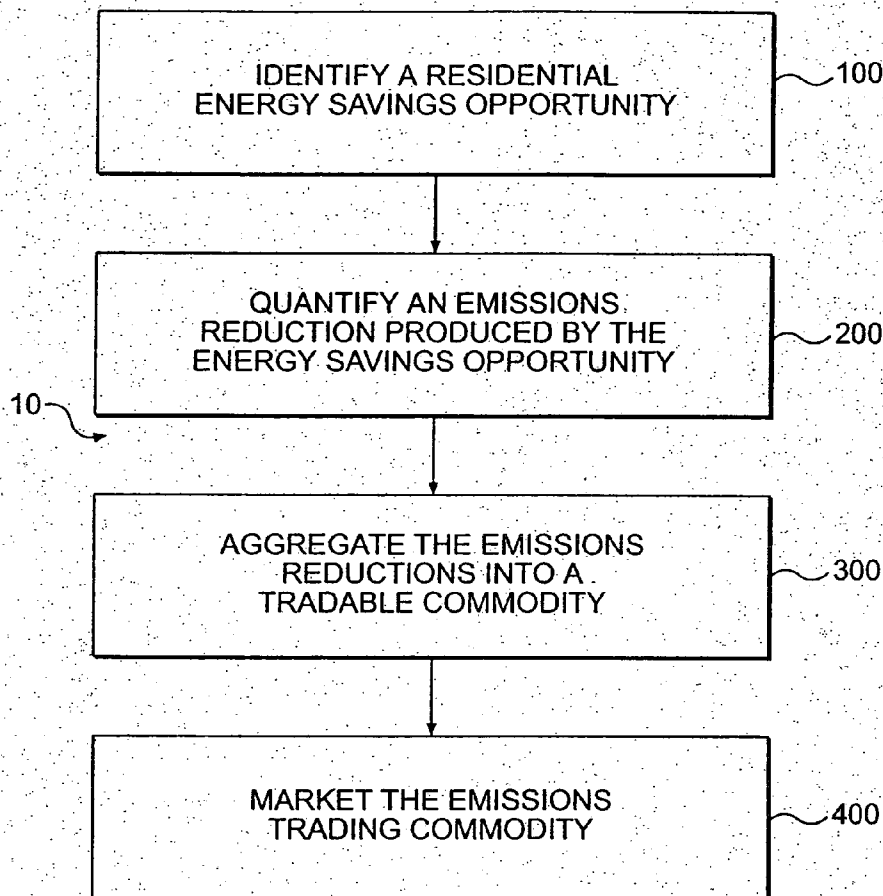 IDENTIFY A RESIDENTIAL
ENERGY SAVINGS OPPORTUNITY
100
QUANTIFY AN EMISSIONS
REDUCTION PRODUCED BY THE
ENERGY SAVINGS OPPORTUNITY
200
10
AGGREGATE THE EMISSIONS
REDUCTIONS INTO A
TRADABLE COMMODITY
300
MARKET THE EMISSIONS
TRADING COMMODITY
400